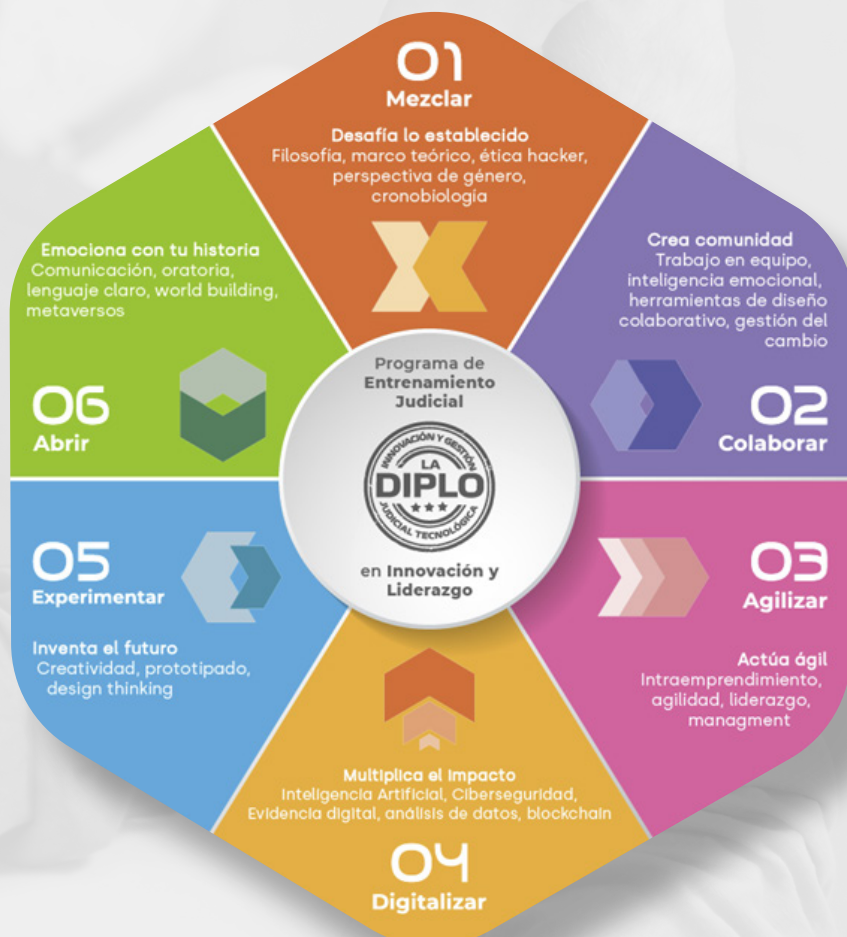 01
Mezclar
Desafía lo establecido
Filosofía, marco teórico, ética hacker,
perspectiva de género,
cronobiología
Crea comunidad
Trabajo en equipo,
inteligencia emocional,
herramientas de diseño
colaborativo, gestión del
cambio
02
Colaborar
03
Agilizar
Actúa ágil
Intraemprendimiento,
agilidad, liderazgo,
managment
Multiplica el impacto
Inteligencia Artificial, Ciberseguridad,
Evidencia digital, análisis de datos, blockchain
04
Digitalizar
05
Experimentar
Inventa el futuro
Creatividad, prototipado,
design thinking
Emociona con tu historia
Comunicación, oratoria,
lenguaje claro, world building,
metaversos
06
Abrir
Programa de
Entrenamiento
Judicial
INNOVACIÓN Y GESTIÓN
LA
DIPLO
JUDICIAL TECNOLÓGICA
en Innovación y
Liderazgo